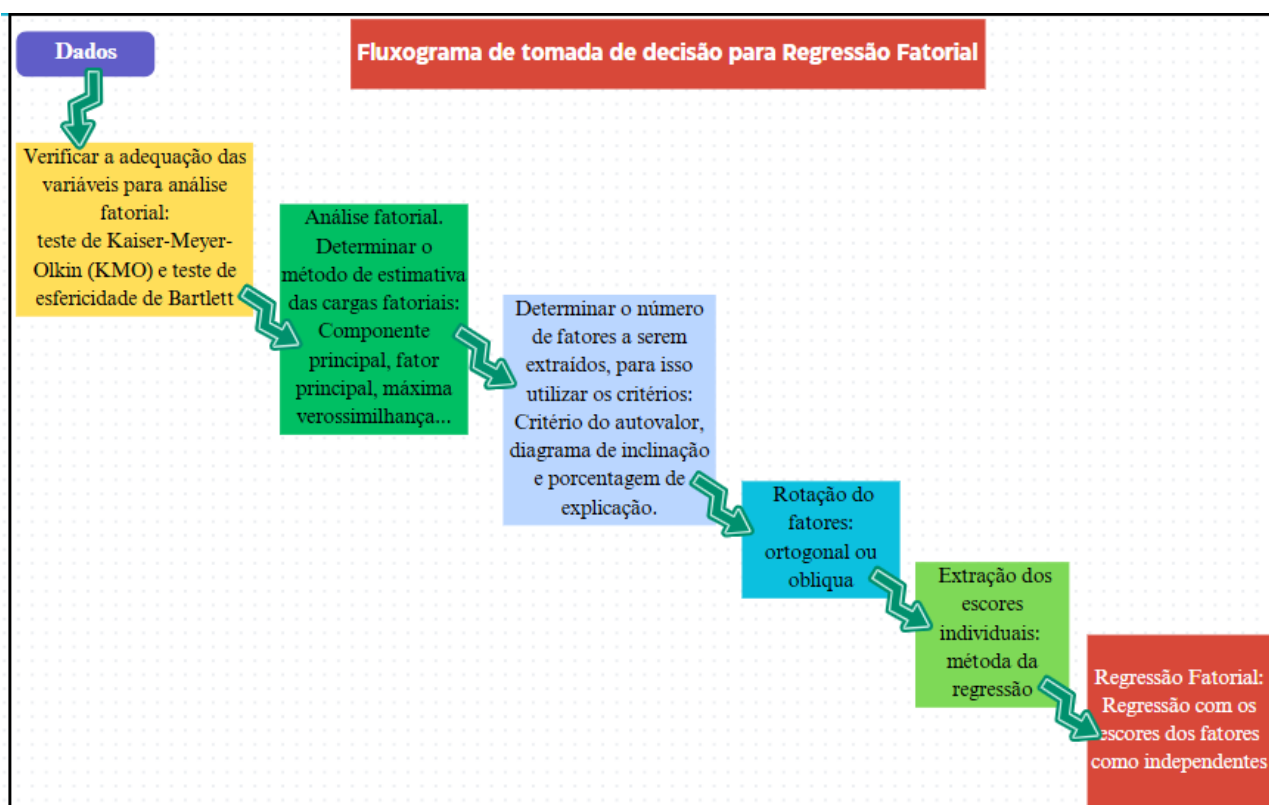 Dados
Fluxograma de tomada de decisão para Regressão Fatorial
Verificar a adequação das
variáveis para análise
fatorial:
teste de Kaiser-Meyer-
Olkin (KMO) e teste de
esfericidade de Bartlett
Análise fatorial.
Determinar o
método de estimativa
das cargas fatoriais:
Componente
principal, fator
principal, máxima
verossimilhança...
Determinar o número
de fatores a serem
extraídos, para isso
utilizar os critérios:
Critério do autovalor,
diagrama de inclinação
e porcentagem de
explicação.
Rotação do
fatores:
ortogonal ou
obliqua
Extração dos
escores
individuais:
métoda da
regressão
Regressão Fatorial:
Regressão com os
escores dos fatores
como independentes